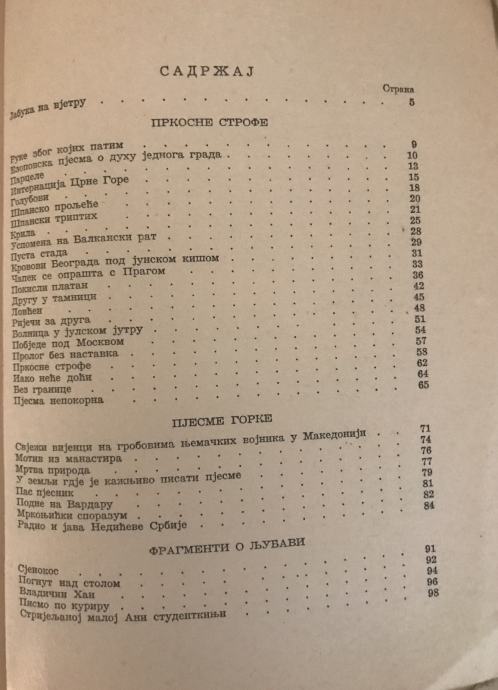 САДРЖАЈ
Страна
Јабука на вјетру 5
ПРКОСНЕ СТРОФЕ
Руке због којих патим 9
Езоповска пјесма о духу једнога града 10
Парцеле 13
Интернација Црне Горе 15
Голубови 18
Шпанско прољеће 20
Шпански триптих 21
Крила 25
Успомена на Балкански рат 28
Пуста стада 29
Кровови Београда под јунском кишом 31
Чапек се опрашта с Прагом 33
Покисли платан 36
Другу у тамници 42
Ловћен 45
Ријечи за друга 48
Болница у јулском јутру 51
Побједе под Москвом 54
Пролог без наставка 57
Пркосне строфе 58
Иако неће доћи 62
Без границе 64
Пјесма непокорна 65
ПЈЕСМЕ ГОРКЕ
Свјежи вијенци на гробовима њемачких војника у Македонији 71
Мотив из манастира 74
Мртва природа 76
У земљи гдје је кажњиво писати пјесме 77
Пас пјесник 79
Подне на Вардару 81
Мркоњићки споразум 82
Радио и јава Недићеве Србије 84
ФРАГМЕНТИ О ЉУБАВИ
Сјенокос 91
Погнут над столом 92
Владичин Хан 94
Писмо по куриру 96
Стријељаној малој Ани студенткињи 98